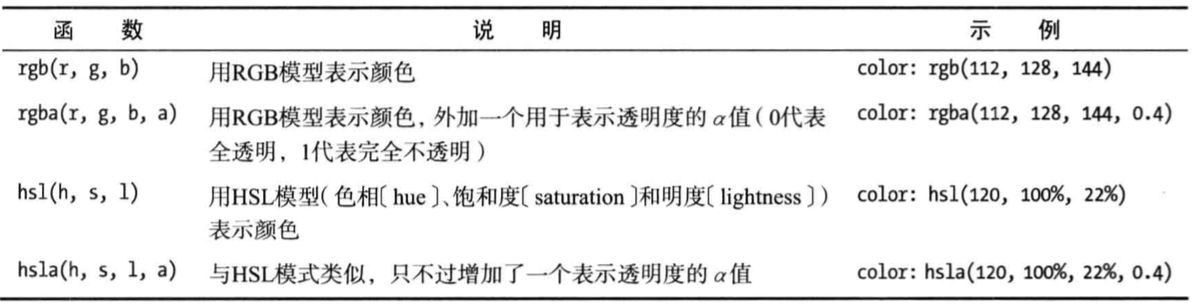 函 数 说 明 示 例
rgb(r, g, b) 用RGB模型表示颜色 color: rgb(112, 128, 144)
rgba(r, g, b, a) 用RGB模型表示颜色，外加一个用于表示透明度的α值（0代表 color: rgba(112, 128, 144, 0.4)
全透明，1代表完全不透明）
hsl(h, s, l) 用HSL模型（色相〔hue〕、饱和度〔saturation〕和明度〔lightness〕） color: hsl(120, 100%, 22%)
表示颜色
hsla(h, s, l, a) 与HSL模式类似，只不过增加了一个表示透明度的α值 color: hsla(120, 100%, 22%, 0.4)